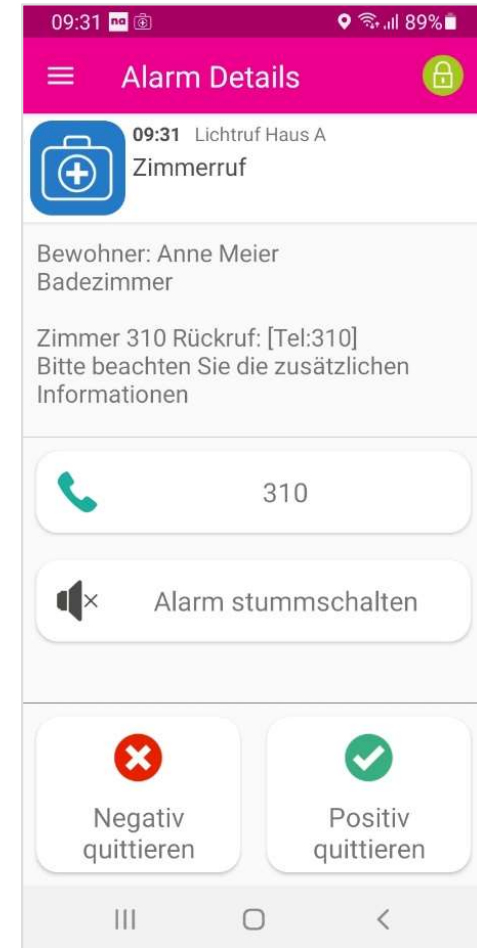 09:31 na 89%
Alarm Details
09:31 Lichtruf Haus A
Zimmerruf
Bewohner: Anne Meier
Badezimmer
Zimmer 310 Rückruf: [Tel:310]
Bitte beachten Sie die zusätzlichen
Informationen
310
Alarm stummschalten
Negativ
quittieren
Positiv
quittieren